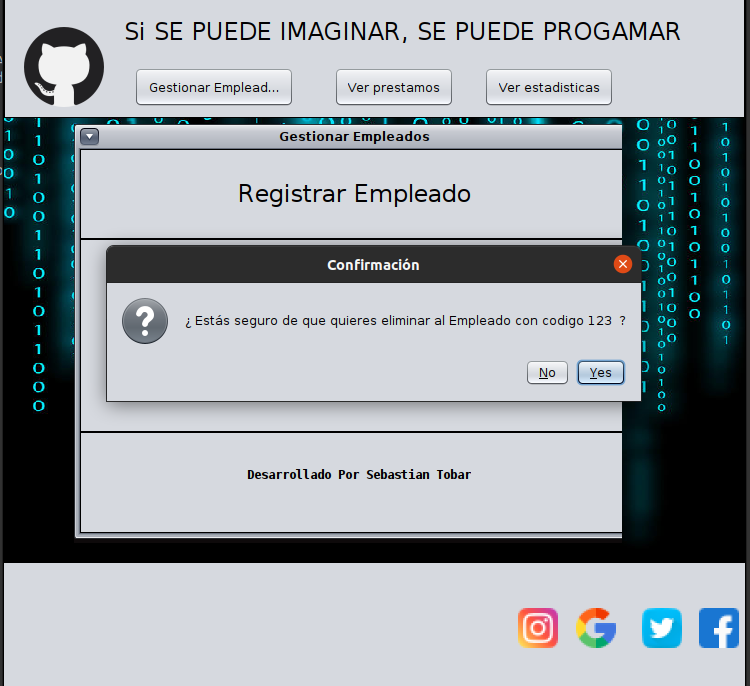 Si SE PUEDE IMAGINAR, SE PUEDE PROGAMAR
Gestionar Emplead...
Ver prestamos
Ver estadisticas
Gestionar Empleados
Registrar Empleado
Confirmación
¿ Estás seguro de que quieres eliminar al Empleado con codigo 123 ?
No
Yes
Desarrollado Por Sebastian Tobar